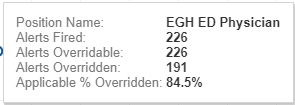 Position Name: EGH ED Physician
Alerts Fired: 226
Alerts Overridable: 226
Alerts Overridden: 191
Applicable % Overridden: 84.5%